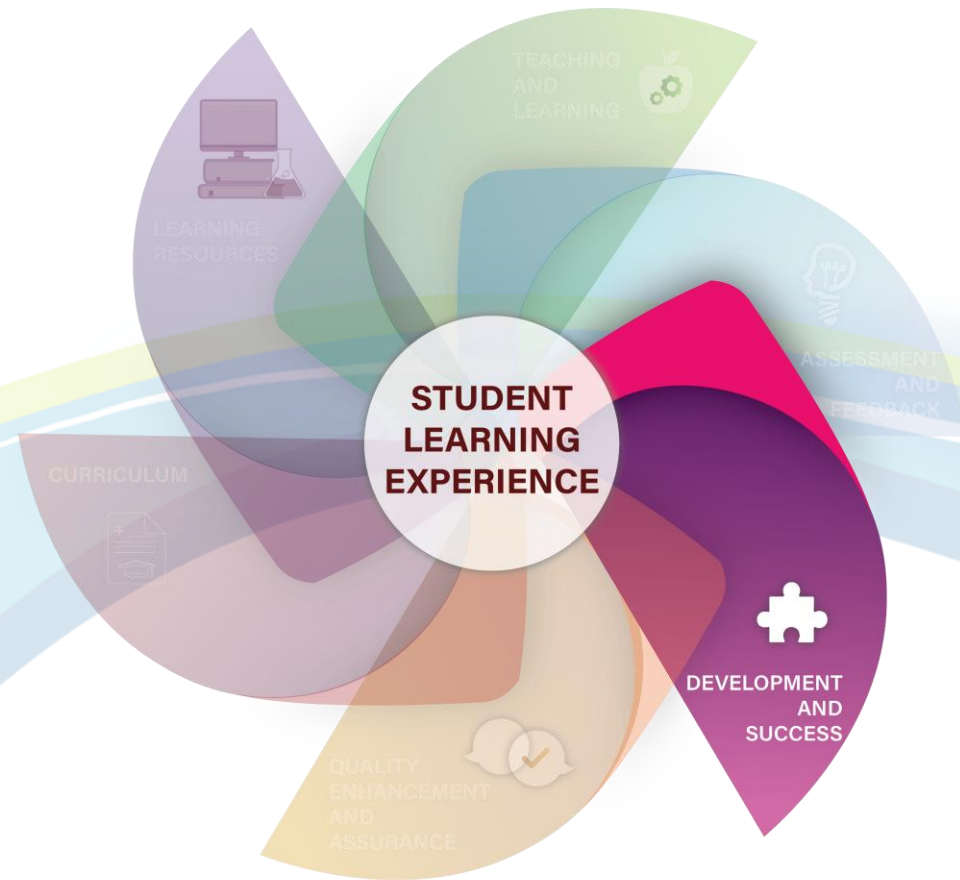 TEACHING
AND
LEARNING
LEARNING
RESOURCES
ASSESSMENT
AND
FEEDBACK
STUDENT
LEARNING
EXPERIENCE
CURRICULUM
DEVELOPMENT
AND
SUCCESS
QUALITY
ENHANCEMENT
AND
ASSURANCE